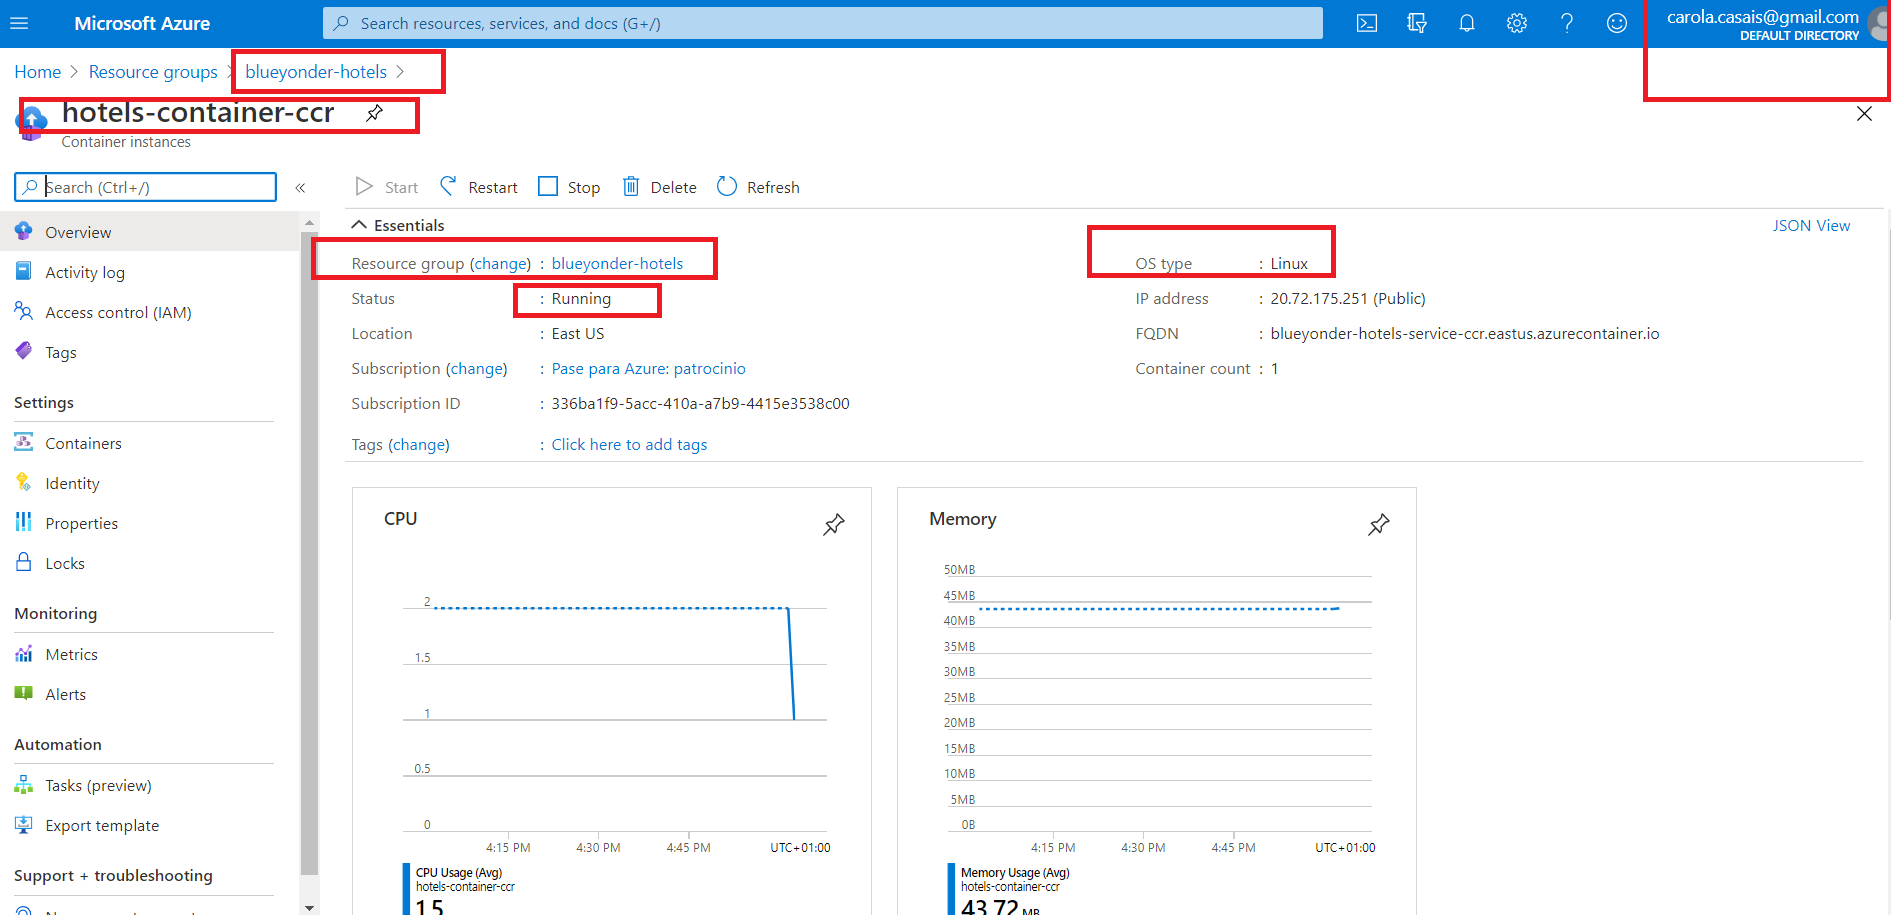 Microsoft Azure
Search resources, services, and docs (G+/)
carola.casais@gmail.com
DEFAULT DIRECTORY
Home > Resource groups > blueyonder-hotels >
hotels-container-ccr
Container instances
Search (Ctrl+/)
«
Start
Restart
Stop
Delete
Refresh
Overview
Activity log
Access control (IAM)
Tags
Settings
Containers
Identity
Properties
Locks
Monitoring
Metrics
Alerts
Automation
Tasks (preview)
Export template
Support + troubleshooting
Essentials
JSON View
Resource group (change) : blueyonder-hotels
Status : Running
Location : East US
Subscription (change) : Pase para Azure: patrocinio
Subscription ID : 336ba1f9-5acc-410a-a7b9-4415e3538c00
Tags (change) : Click here to add tags
OS type : Linux
IP address : 20.72.175.251 (Public)
FQDN : blueyonder-hotels-service-ccr.eastus.azurecontainer.io
Container count : 1
CPU
2
1.5
1
0.5
0
4:15 PM 4:30 PM 4:45 PM UTC+01:00
CPU Usage (Avg)
hotels-container-ccr
1.5
Memory
50MB
45MB
40MB
35MB
30MB
25MB
20MB
15MB
10MB
5MB
0B
4:15 PM 4:30 PM 4:45 PM UTC+01:00
Memory Usage (Avg)
hotels-container-ccr
43.72 MB